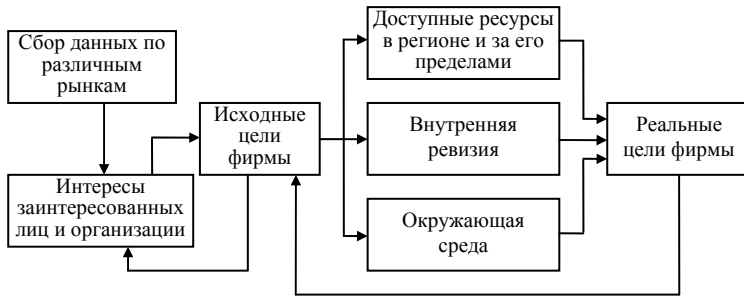 Сбор данных по
различным
рынкам
Интересы
заинтересованных
лиц и организации
Исходные
цели
фирмы
Доступные ресурсы
в регионе и за его
пределами
Внутренняя
ревизия
Окружающая
среда
Реальные
цели фирмы